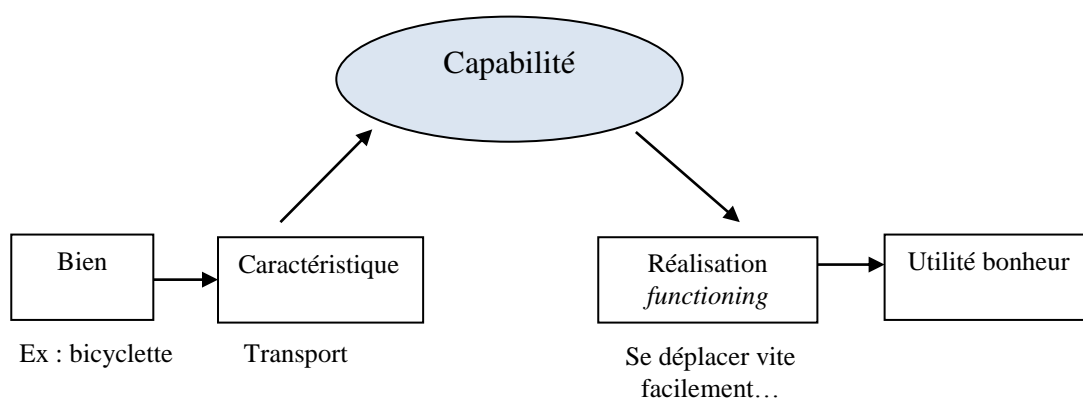 Capabilité
Bien
Caractéristique
Réalisation
functioning
Utilité bonheur
Ex : bicyclette
Transport
Se déplacer vite
facilement…